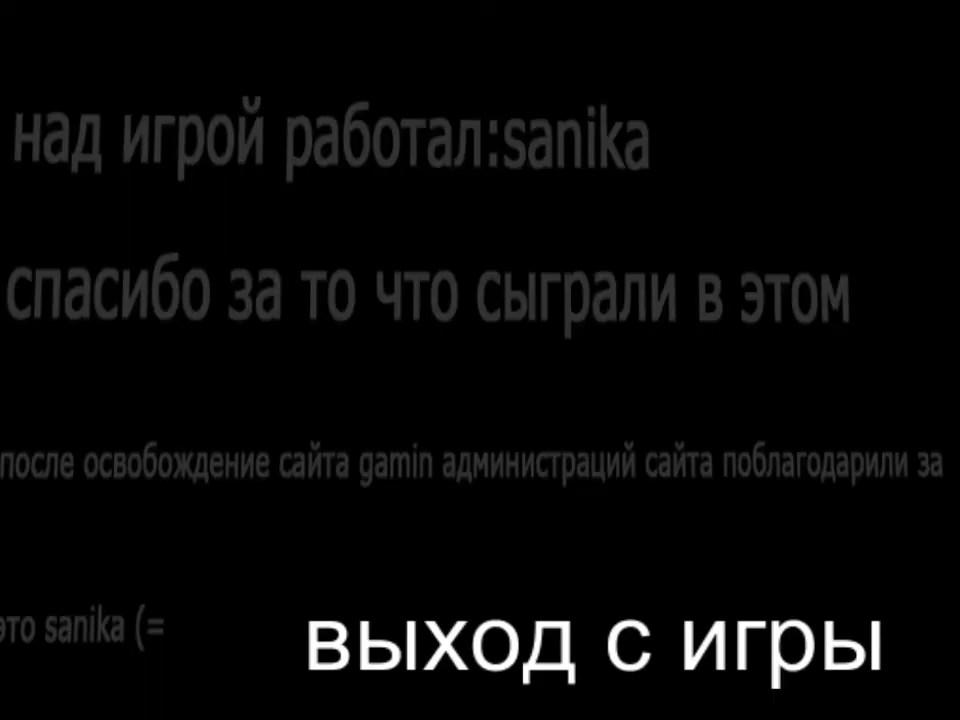 над игрой работал:sanika
спасибо за то что сыграли в этом
после освобождение сайта gamin администраций сайта поблагодарили за
это sanika (=
выход с игры